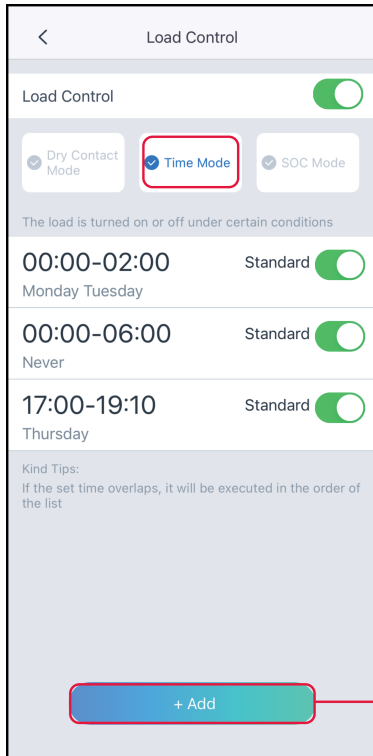 Load Control
Load Control
Dry Contact
Mode
Time Mode
SOC Mode
The load is turned on or off under certain conditions
00:00-02:00 Standard
Monday Tuesday
00:00-06:00 Standard
Never
17:00-19:10 Standard
Thursday
Kind Tips:
If the set time overlaps, it will be executed in the order of
the list
+ Add